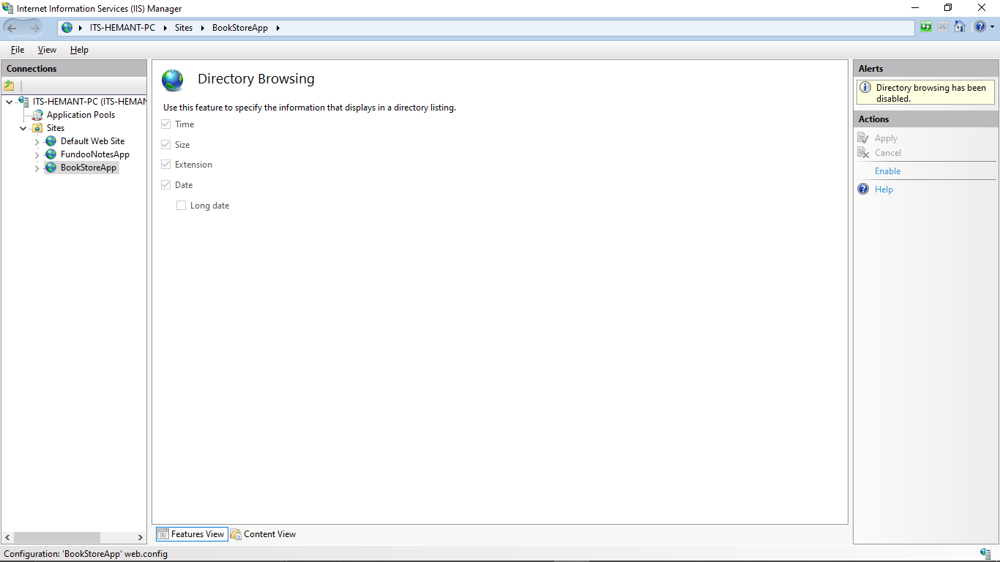 Internet Information Services (IIS) Manager
ITS-HEMANT-PC Sites BookStoreApp
File View Help
Connections
ITS-HEMANT-PC (ITS-HEMAN
Application Pools
Sites
Default Web Site
FundooNotesApp
BookStoreApp
Directory Browsing
Use this feature to specify the information that displays in a directory listing.
Time
Size
Extension
Date
Long date
Features View Content View
Alerts
Directory browsing has been
disabled.
Actions
Apply
Cancel
Enable
Help
Configuration: 'BookStoreApp' web.config